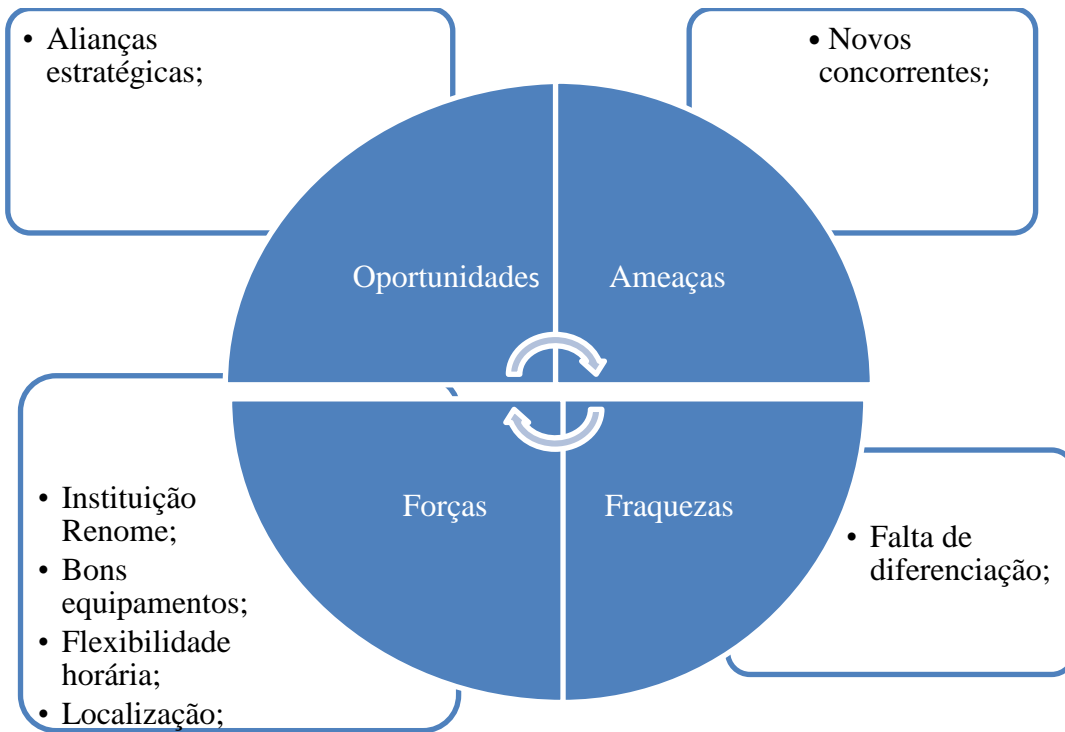 • Alianças
estratégicas;
• Novos
concorrentes;
Oportunidades
Ameaças
Forças
Fraquezas
• Instituição
Renome;
• Bons
equipamentos;
• Flexibilidade
horária;
• Localização;
• Falta de
diferenciação;